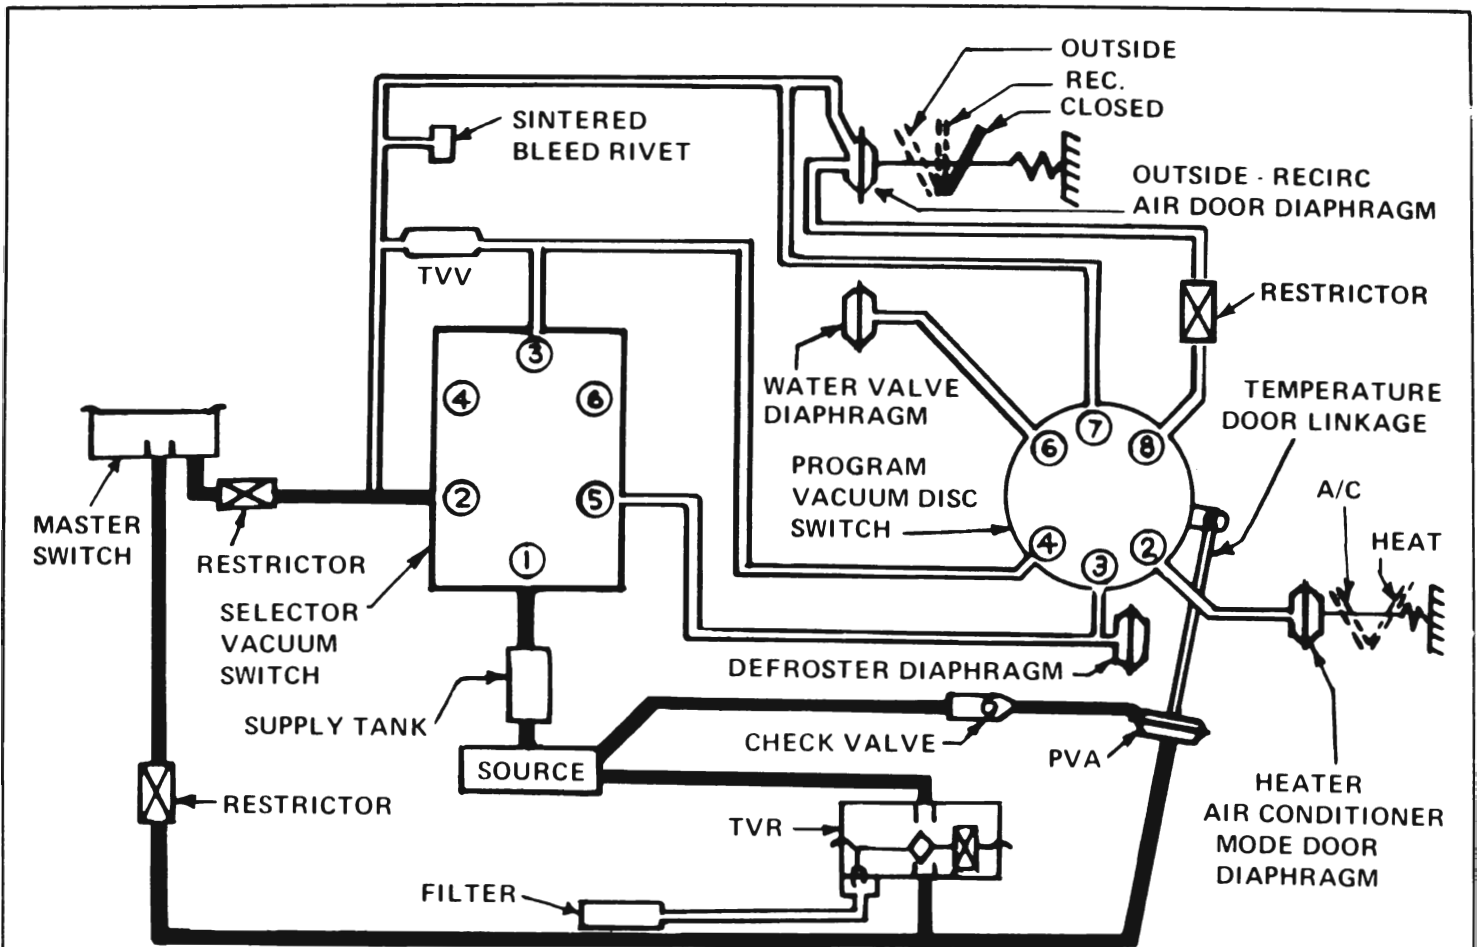 OUTSIDE
REC.
CLOSED
SINTERED
BLEED RIVET
OUTSIDE - RECIRC
AIR DOOR DIAPHRAGM
TVV
RESTRICTOR
3
4
6
2
5
1
WATER VALVE
DIAPHRAGM
TEMPERATURE
DOOR LINKAGE
6
7
8
4
3
2
PROGRAM
VACUUM DISC
SWITCH
A/C
HEAT
MASTER
SWITCH
RESTRICTOR
SELECTOR
VACUUM
SWITCH
DEFROSTER DIAPHRAGM
SUPPLY TANK
CHECK VALVE
PVA
SOURCE
HEATER
AIR CONDITIONER
MODE DOOR
DIAPHRAGM
RESTRICTOR
TVR
FILTER